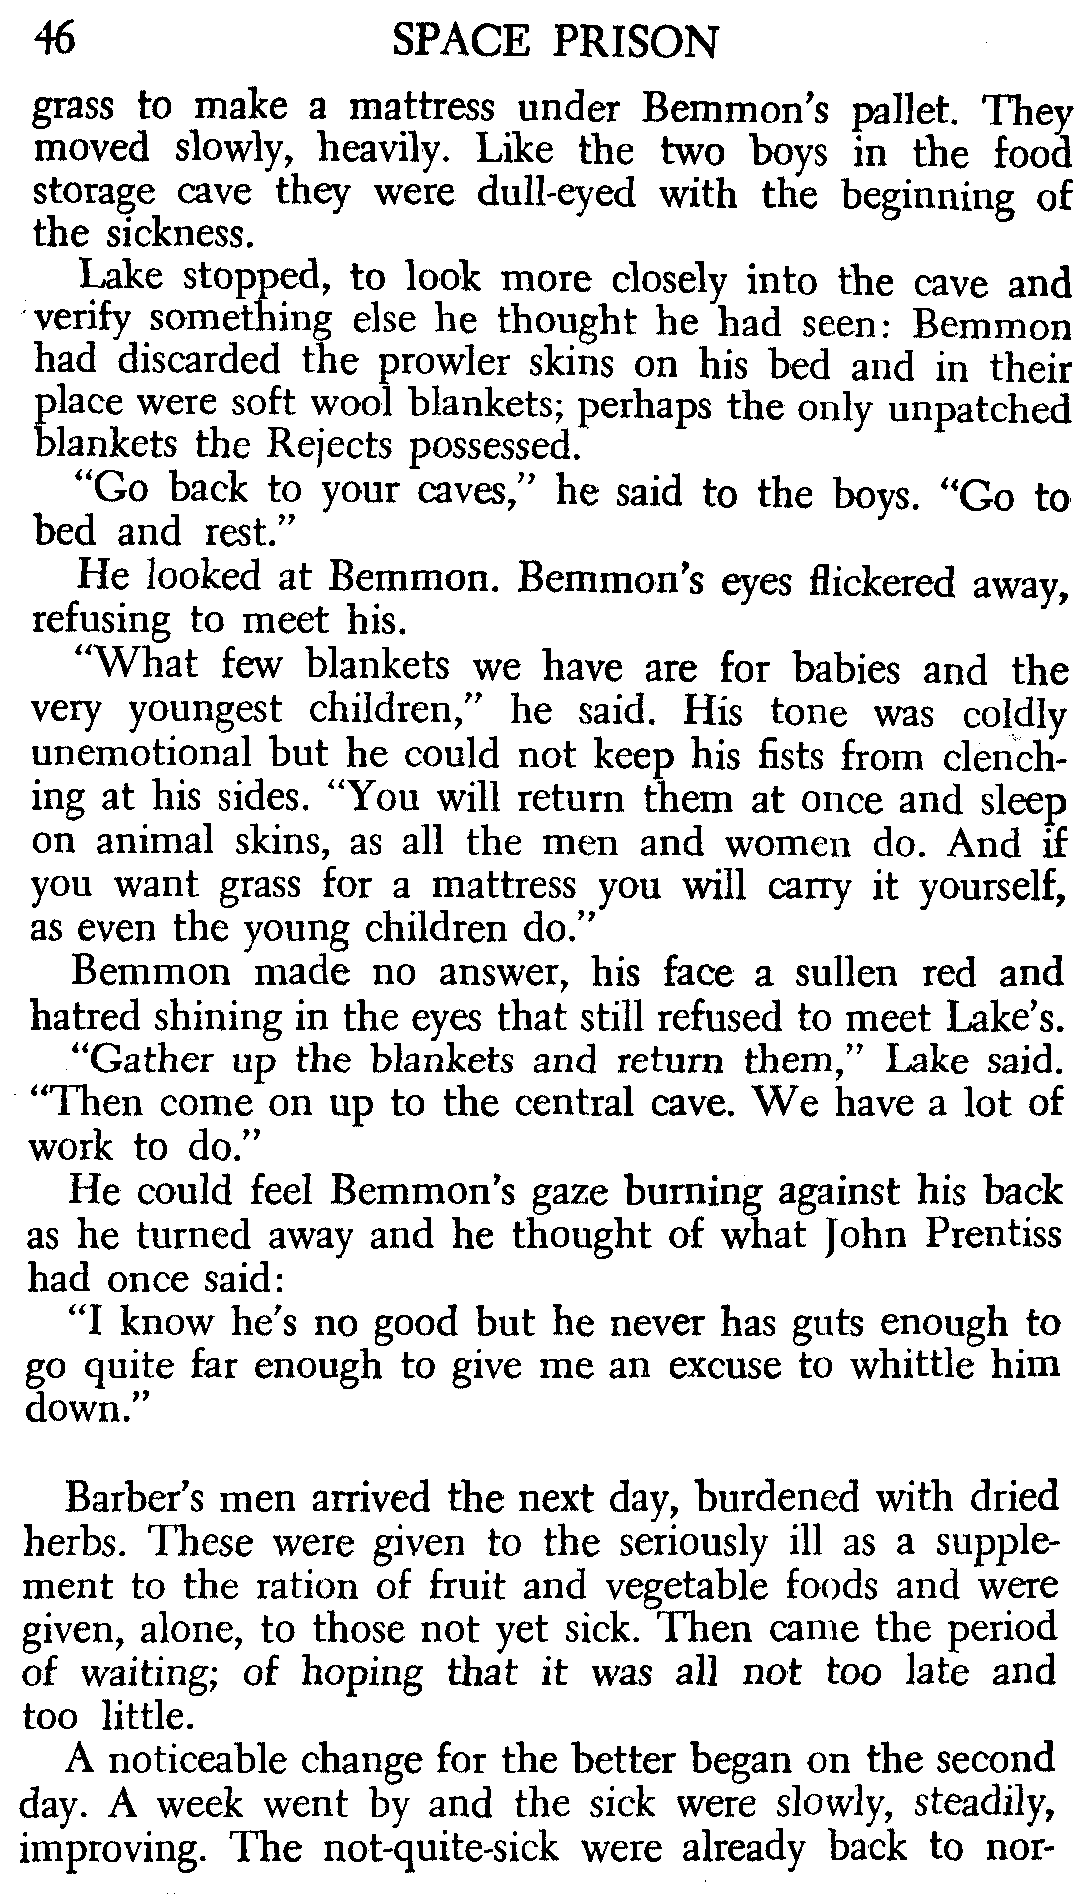 46 SPACE PRISON
grass to make a mattress under Bemmon's pallet. They
moved slowly, heavily. Like the two boys in the food
storage cave they were dull-eyed with the beginning of
the sickness.
Lake stopped, to look more closely into the cave and
verify something else he thought he had seen: Bemmon
had discarded the prowler skins on his bed and in their
place were soft wool blankets; perhaps the only unpatched
blankets the Rejects possessed.
"Go back to your caves," he said to the boys. "Go to
bed and rest."
He looked at Bemmon. Bemmon's eyes flickered away,
refusing to meet his.
"What few blankets we have are for babies and the
very youngest children," he said. His tone was coldly
unemotional but he could not keep his fists from clench-
ing at his sides. "You will return them at once and sleep
on animal skins, as all the men and women do. And if
you want grass for a mattress you will carry it yourself,
as even the young children do."
Bemmon made no answer, his face a sullen red and
hatred shining in the eyes that still refused to meet Lake's.
"Gather up the blankets and return them," Lake said.
"Then come on up to the central cave. We have a lot of
work to do."
He could feel Bemmon's gaze burning against his back
as he turned away and he thought of what John Prentiss
had once said:
"I know he's no good but he never has guts enough to
go quite far enough to give me an excuse to whittle him
down."
Barber's men arrived the next day, burdened with dried
herbs. These were given to the seriously ill as a supple-
ment to the ration of fruit and vegetable foods and were
given, alone, to those not yet sick. Then came the period
of waiting; of hoping that it was all not too late and
too little.
A noticeable change for the better began on the second
day. A week went by and the sick were slowly, steadily,
improving. The not-quite-sick were already back to nor-